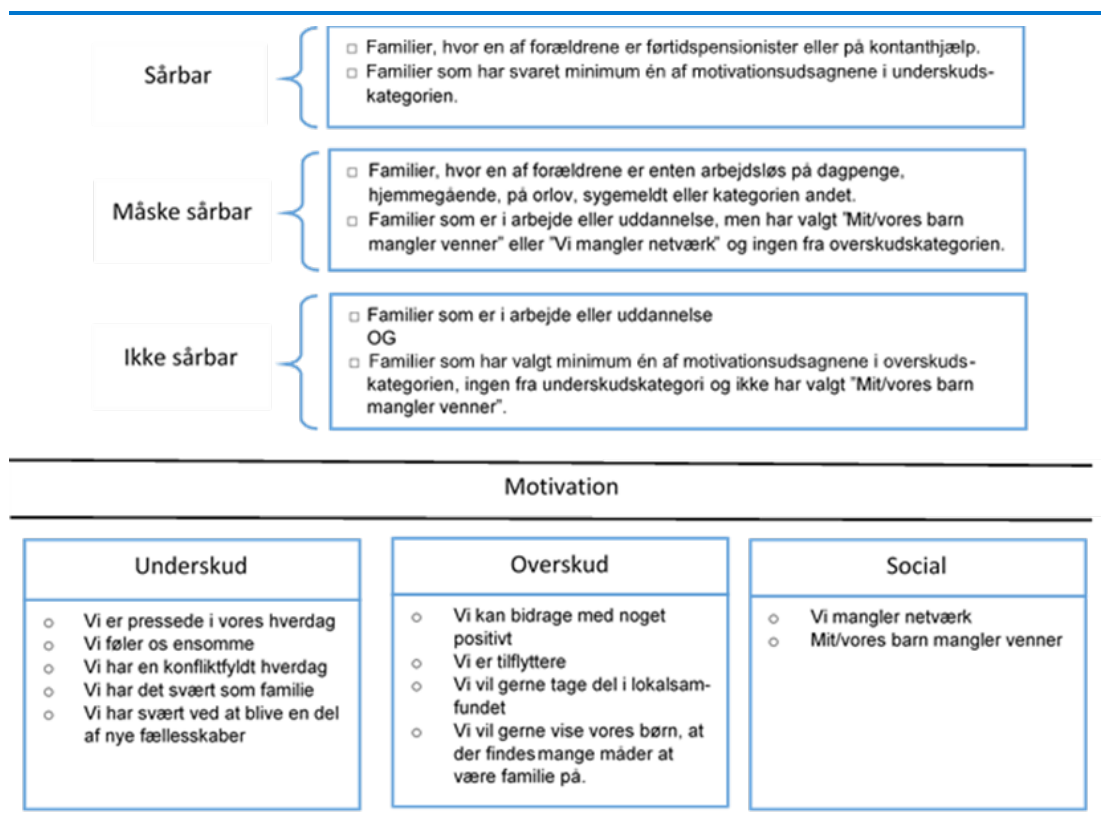 Sårbar
□ Familier, hvor en af forældrene er førtidspensionister eller på kontanthjælp.
□ Familier som har svaret minimum én af motivationsudsagnene i underskuds-
kategorien.
Måske sårbar
□ Familier, hvor en af forældrene er enten arbejdsløs på dagpenge,
hjemmegående, på orlov, sygemeldt eller kategorien andet.
□ Familier som er i arbejde eller uddannelse, men har valgt ”Mit/vores barn
mangler venner” eller ”Vi mangler netværk” og ingen fra overskudskategorien.
Ikke sårbar
□ Familier som er i arbejde eller uddannelse
OG
□ Familier som har valgt minimum én af motivationsudsagnene i overskuds-
kategorien, ingen fra underskudskategori og ikke har valgt ”Mit/vores barn
mangler venner”.
Motivation
Underskud
o Vi er pressede i vores hverdag
o Vi føler os ensomme
o Vi har en konfliktfyldt hverdag
o Vi har det svært som familie
o Vi har svært ved at blive en del
af nye fællesskaber
Overskud
o Vi kan bidrage med noget
positivt
o Vi er tilflyttere
o Vi vil gerne tage del i lokalsam-
fundet
o Vi vil gerne vise vores børn, at
der findes mange måder at
være familie på.
Social
o Vi mangler netværk
o Mit/vores barn mangler venner